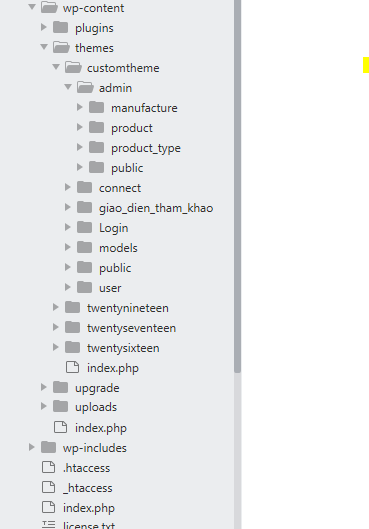 wp-content
plugins
themes
customtheme
admin
manufacture
product
product_type
public
connect
giao_dien_tham_khao
Login
models
public
user
twentynineteen
twentyseventeen
twentysixteen
index.php
upgrade
uploads
index.php
wp-includes
.htaccess
_htaccess
index.php
license.txt